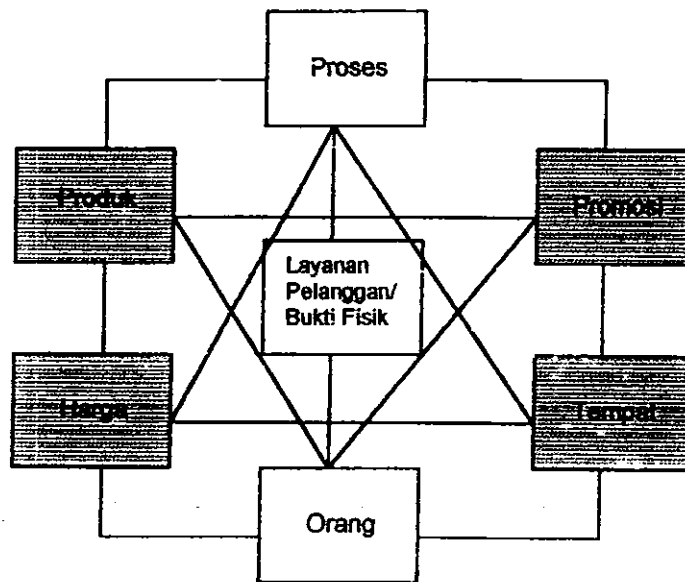 Proses
Produk
Promosi
Layanan
Pelanggan/
Bukti Fisik
Harga
Tempat
Orang